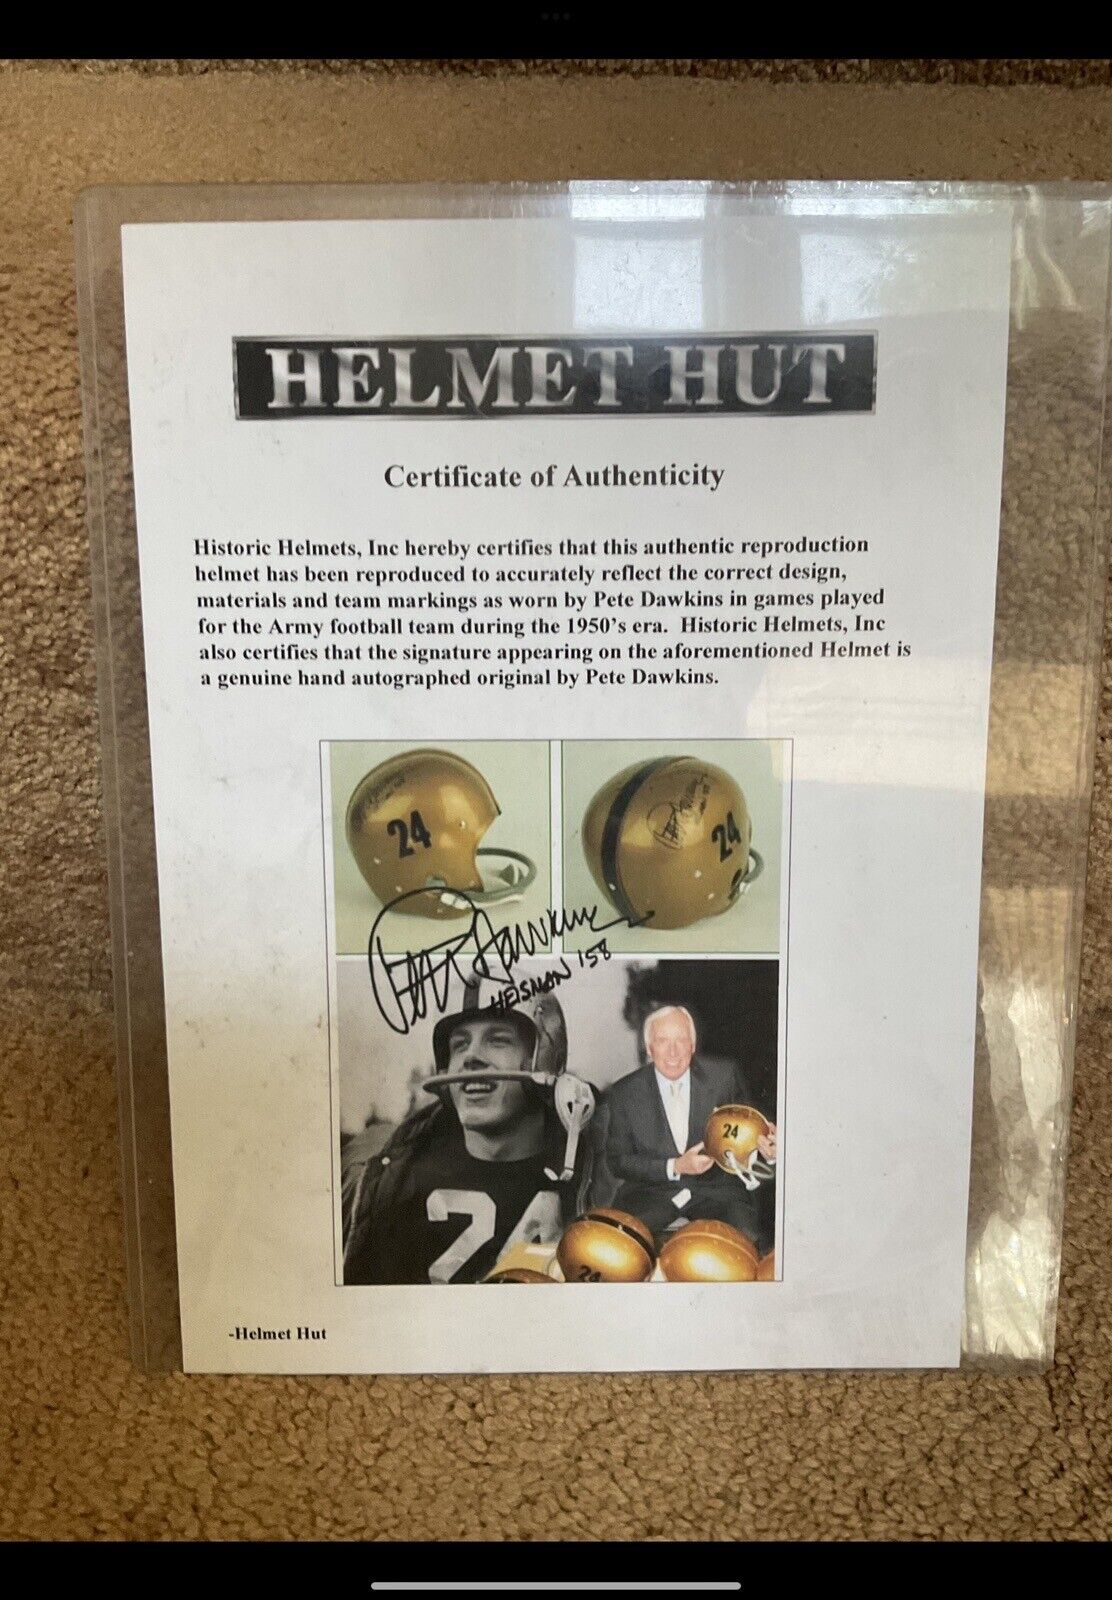 HELMET HUT
Certificate of Authenticity
Historic Helmets, Inc hereby certifies that this authentic reproduction
helmet has been reproduced to accurately reflect the correct design,
materials and team markings as worn by Pete Dawkins in games played
for the Army football team during the 1950's era.  Historic Helmets, Inc
also certifies that the signature appearing on the aforementioned Helmet is
a genuine hand autographed original by Pete Dawkins.
24
24
Pete Dawkins
HEISMAN '58
24
24
24
-Helmet Hut